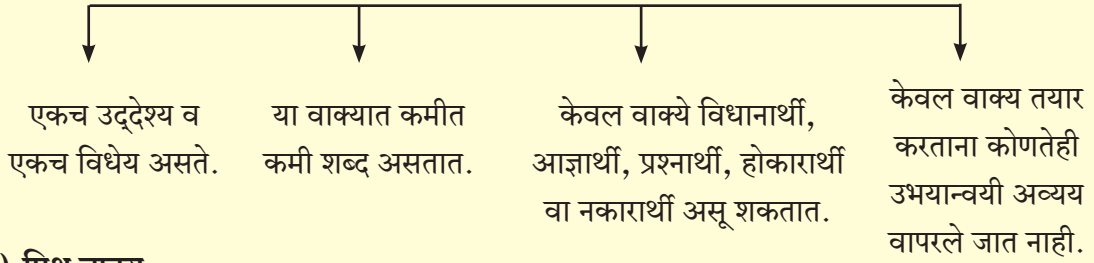 एकच उद्‌देश्य व
एकच विधेय असते.
या वाक्यात कमीत
कमी शब्द असतात.
केवल वाक्ये विधानार्थी,
आज्ञार्थी, प्रश्नार्थी, होकारार्थी
वा नकारार्थी असू शकतात.
केवल वाक्य तयार
करताना कोणतेही
उभयान्वयी अव्यय
वापरले जात नाही.